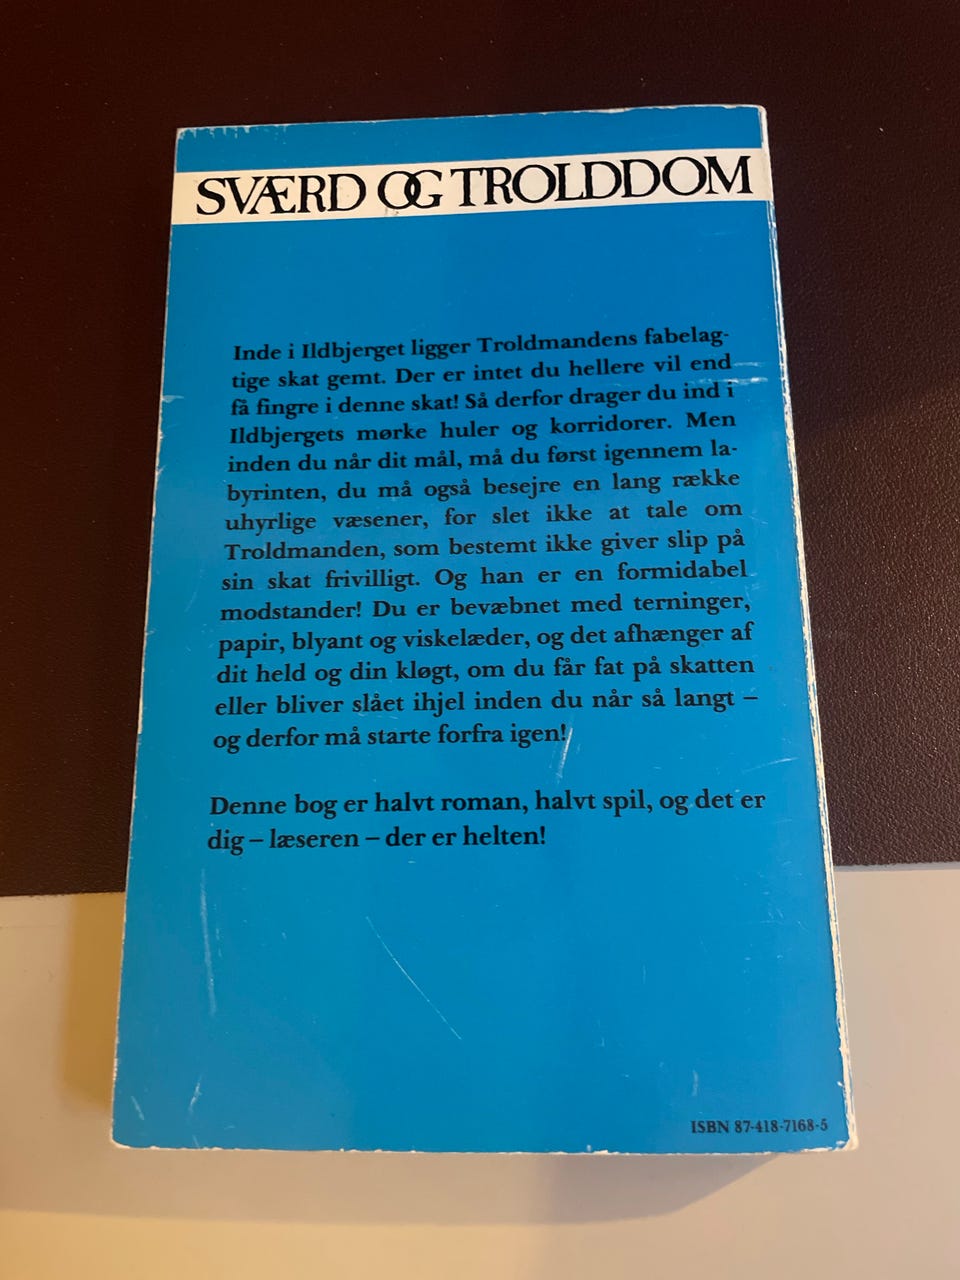 SVÆRD OG TROLDDOM
Inde i Ildbjerget ligger Troldmandens fabelag-
tige skat gemt. Der er intet du hellere vil end
få fingre i denne skat! Så derfor drager du ind i
Ildbjergets mørke huler og korridorer. Men
inden du når dit mål, må du først igennem la-
byrinten, du må også besejre en lang række
uhyrlige væsener, for slet ikke at tale om
Troldmanden, som bestemt ikke giver slip på
sin skat frivilligt. Og han er en formidabel
modstander! Du er bevæbnet med terninger,
papir, blyant og viskelæder, og det afhænger af
dit held og din kløgt, om du får fat på skatten
eller bliver slået ihjel inden du når så langt –
og derfor må starte forfra igen!
Denne bog er halvt roman, halvt spil, og det er
dig – læseren – der er helten!
ISBN 87-418-7168-5